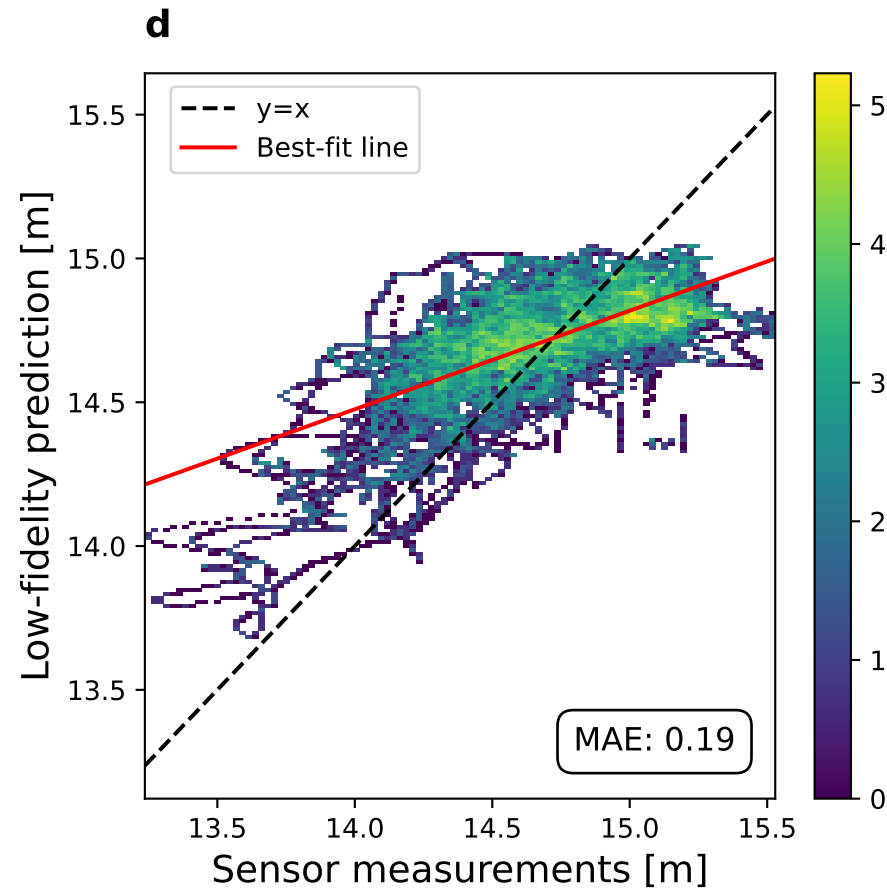 d
y=x
Best-fit line
15.5
15.0
14.5
14.0
13.5
Low-fidelity prediction [m]
MAE: 0.19
13.5 14.0 14.5 15.0 15.5
Sensor measurements [m]
5
4
3
2
1
0